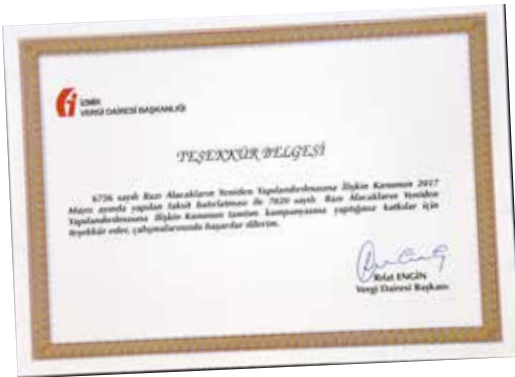 İZMİR
VERGİ DAİRESİ BAŞKANLIĞI
TEŞEKKÜR BELGESİ
6736 sayılı Bazı Alacakların Yeniden Yapılandırılmasına İlişkin Kanunun 2017
Mayıs ayında yapılan taksit hatırlatması ile 7020 sayılı Bazı Alacakların Yeniden
Yapılandırılmasına İlişkin Kanunun tanıtım kampanyasına yaptığınız katkılar için
teşekkür eder, çalışmalarınızda başarılar dilerim.
Rıfat ENGİN
Vergi Dairesi Başkanı